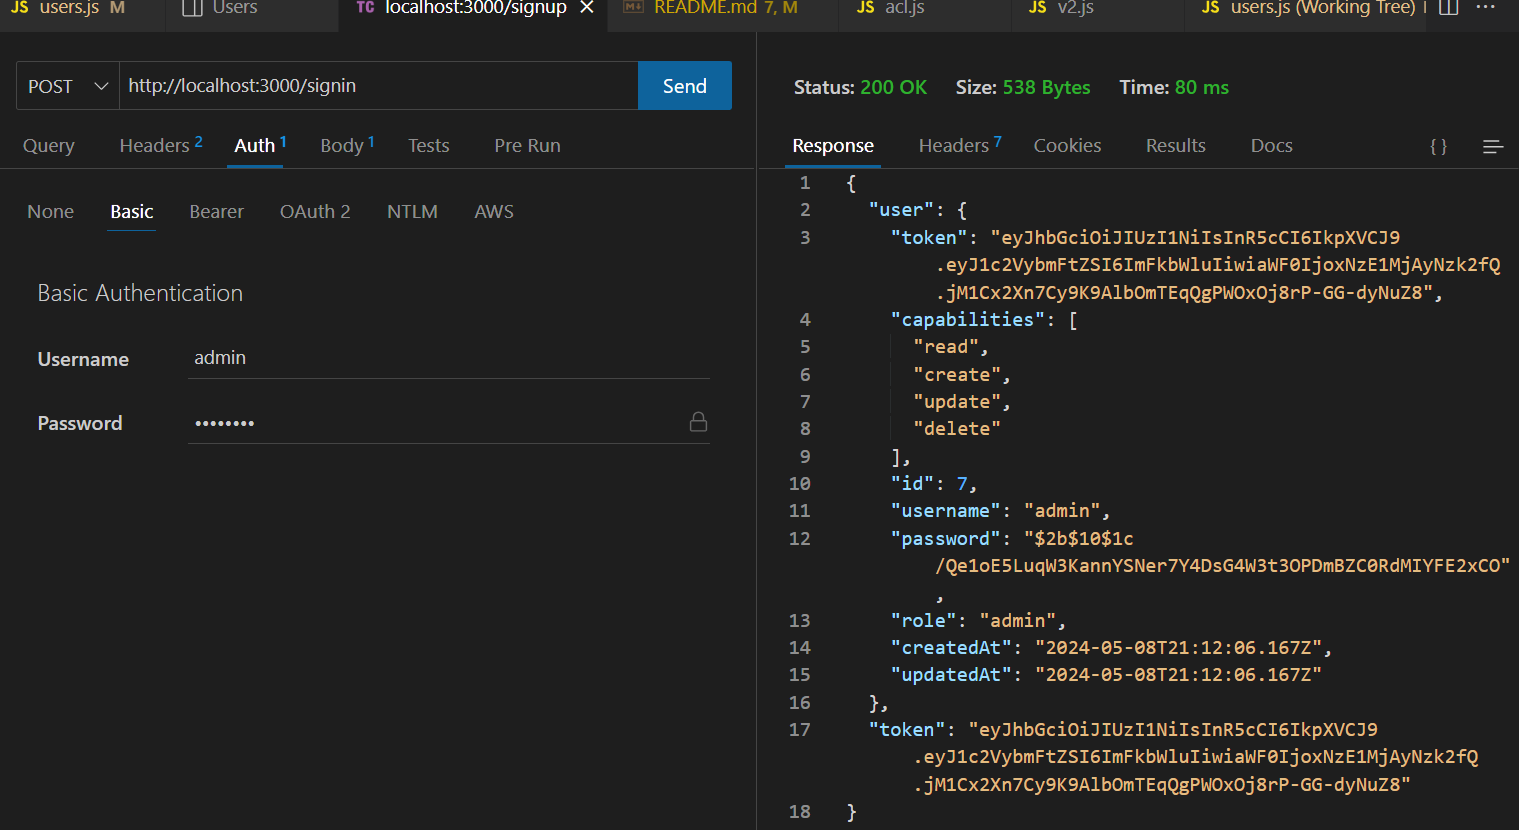 JS users.js M Users TC localhost:3000/signup × README.md 7, M JS acl.js JS v2.js JS users.js (Working Tree) ···
POST http://localhost:3000/signin Send
Query Headers 2 Auth 1 Body 1 Tests Pre Run
None Basic Bearer OAuth 2 NTLM AWS
Basic Authentication
Username admin
Password ••••••••
Status: 200 OK Size: 538 Bytes Time: 80 ms
Response Headers 7 Cookies Results Docs { }
1 {
2 "user": {
3 "token": "eyJhbGciOiJIUzI1NiIsInR5cCI6IkpXVCJ9
.eyJ1c2VybmFtZSI6ImFkbWluIiwiaWF0IjoxNzE1MjAyNzk2fQ
.jM1Cx2Xn7Cy9K9AlbOmTEqQgPWOxOj8rP-GG-dyNuZ8",
4 "capabilities": [
5 "read",
6 "create",
7 "update",
8 "delete"
9 ],
10 "id": 7,
11 "username": "admin",
12 "password": "$2b$10$1c
/Qe1oE5LuqW3KannYSNer7Y4DsG4W3t3OPDmBZC0RdMIYFE2xCO"
,
13 "role": "admin",
14 "createdAt": "2024-05-08T21:12:06.167Z",
15 "updatedAt": "2024-05-08T21:12:06.167Z"
16 },
17 "token": "eyJhbGciOiJIUzI1NiIsInR5cCI6IkpXVCJ9
.eyJ1c2VybmFtZSI6ImFkbWluIiwiaWF0IjoxNzE1MjAyNzk2fQ
.jM1Cx2Xn7Cy9K9AlbOmTEqQgPWOxOj8rP-GG-dyNuZ8"
18 }